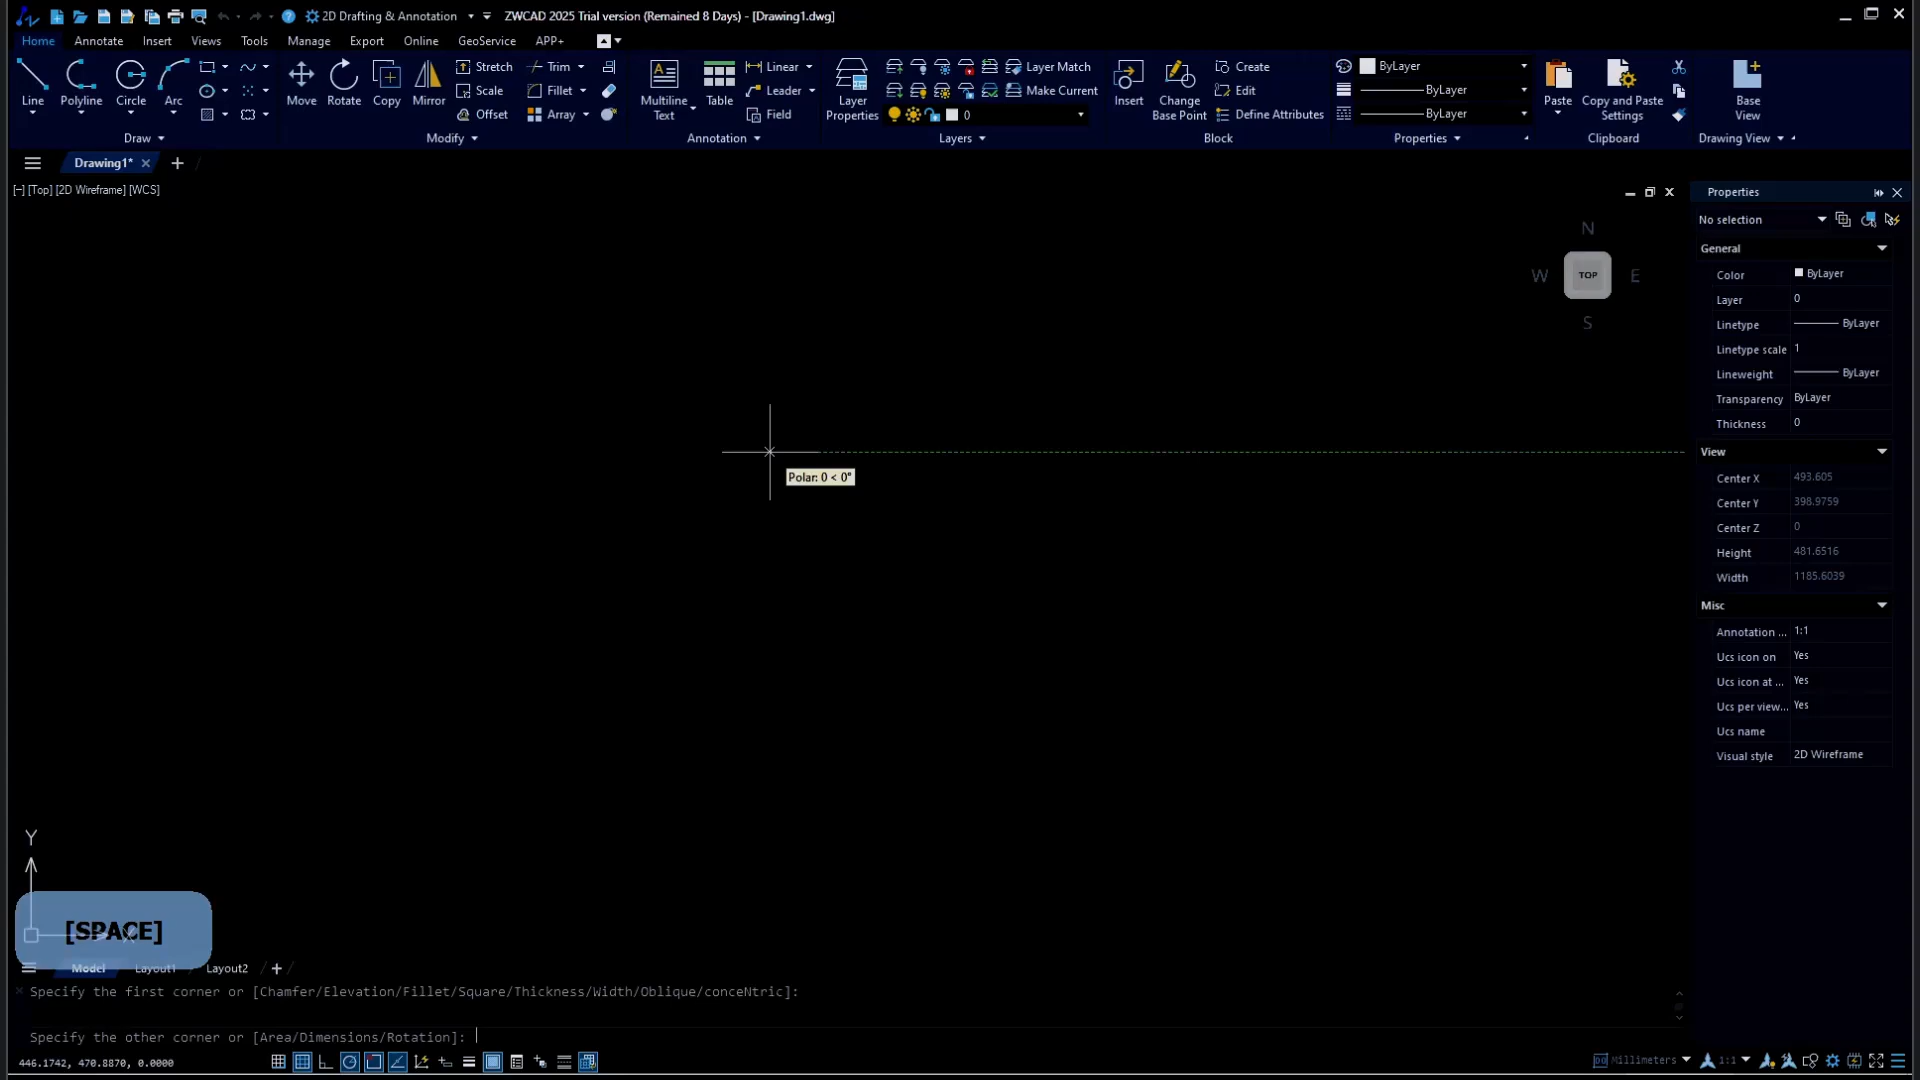 2D Drafting & Annotation
ZWCAD 2025 Trial version (Remained 8 Days) - [Drawing1.dwg]
Home Annotate Insert Views Tools Manage Export Online GeoService APP+
Stretch Trim Linear Layer Match Create ByLayer
Scale Fillet Leader Make Current Edit ByLayer
Line Polyline Circle Arc Move Rotate Copy Mirror Multiline Text Table Layer Properties Insert Change Base Point Paste Copy and Paste Settings Base View
Offset Array Field 0 Define Attributes ByLayer
Draw Modify Annotation Layers Block Properties Clipboard Drawing View
Drawing1*
[−] [Top] [2D Wireframe] [WCS]
N
W TOP E
S
Polar: 0 < 0°
Properties
No selection
General
Color ByLayer
Layer 0
Linetype ByLayer
Linetype scale 1
Lineweight ByLayer
Transparency ByLayer
Thickness 0
View
Center X 493.605
Center Y 398.9759
Center Z 0
Height 481.6516
Width 1185.6039
Misc
Annotation ... 1:1
Ucs icon on Yes
Ucs icon at ... Yes
Ucs per view... Yes
Ucs name
Visual style 2D Wireframe
Y
[SPACE]
X
Model Layout1 Layout2
Specify the first corner or [Chamfer/Elevation/Fillet/Square/Thickness/Width/Oblique/conceNtric]:
Specify the other corner or [Area/Dimensions/Rotation]:
446.1742, 470.8870, 0.0000
Millimeters 1:1